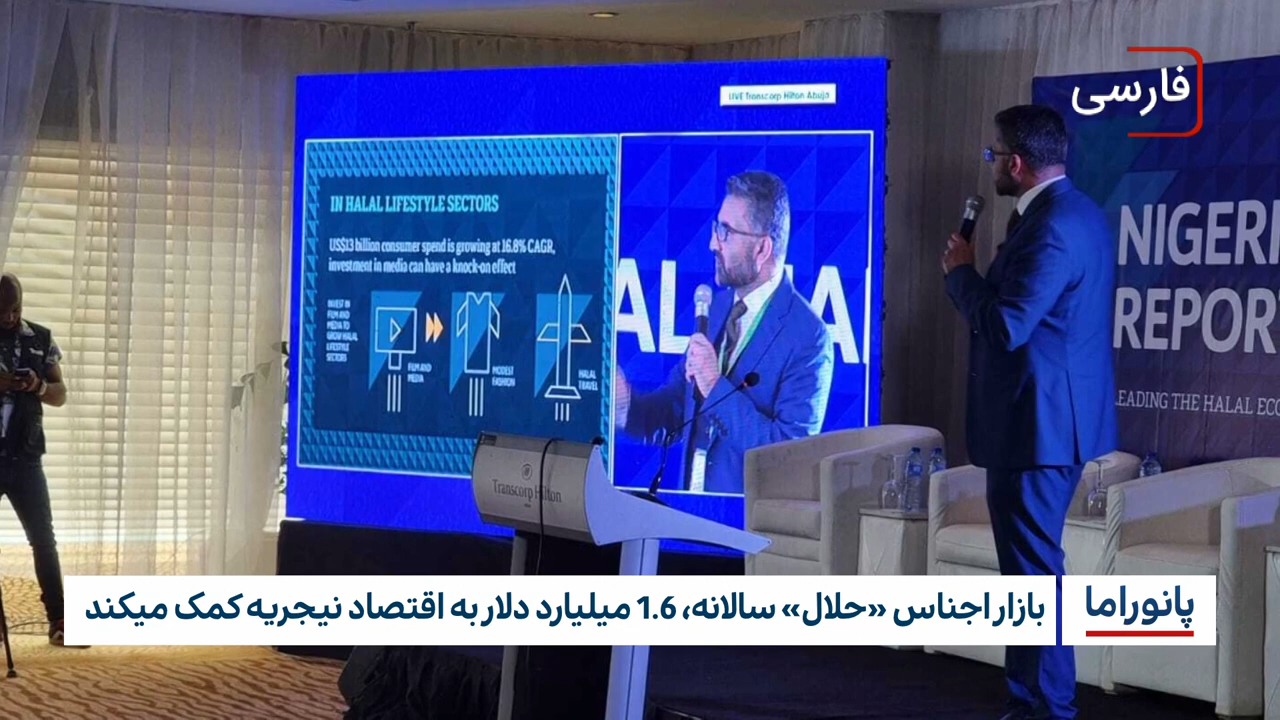 فارسی
LIVE Transcorp Hilton Abuja
IN HALAL LIFESTYLE SECTORS
US$13 billion consumer spend is growing at 16.8% CAGR,
investment in media can have a knock-on effect
INVEST IN
FILM AND
MEDIA TO
GROW HALAL
LIFESTYLE
SECTORS
FILM AND
MEDIA
MODEST
FASHION
HALAL
TRAVEL
AL
NIGERI
REPOR
LEADING THE HALAL ECO
Transcorp Hilton
پانوراما
بازار اجناس «حلال» سالانه، 1.6 میلیارد دلار به اقتصاد نیجریه کمک میکند